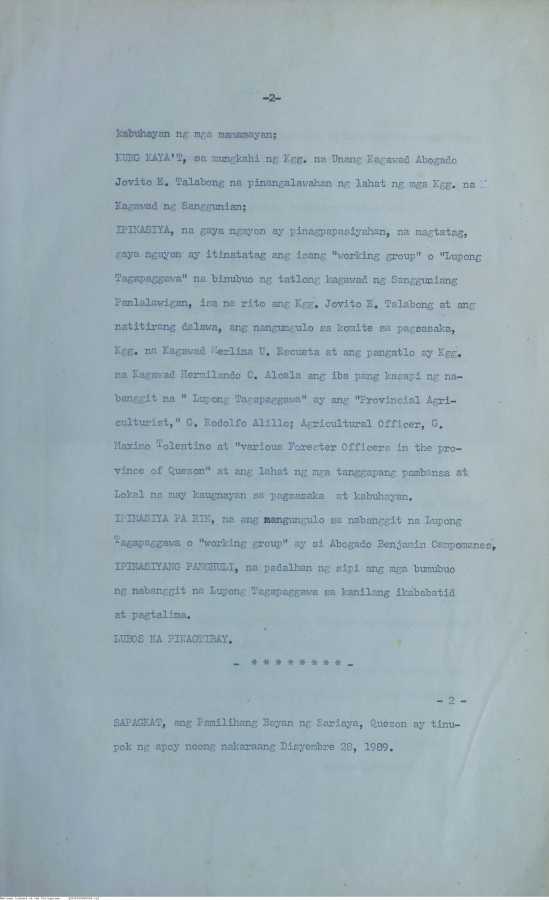 -2-
kabuhayan ng mga mamamayan;
KUNG KAYA'T, sa mungkahi ng Kgg. na Unang Kagawad Abogado
Jovito E. Talabong na pinangalawahan ng lahat ng mga Kgg. na
Kagawad ng Sanggunian;
IPINASIYA, na gaya ngayon ay pinagpapasiyahan, na magtatag,
gaya ngayon ay itinatatag ang isang "working group" o "Lupong
Tagapaggawa" na binubuo ng tatlong kagawad ng Sangguniang
Panlalawigan, isa na rito ang Kgg. Jovito E. Talabong at ang
natitirang dalawa, ang nangungulo sa komite sa pagsasaka,
Kgg. na Kagawad Merlina U. Escueta at ang pangatlo ay Kgg.
na Kagawad Hermilando O. Alcala ang iba pang kasapi ng na-
banggit na " Lupong Tagapaggawa" ay ang "Provincial Agri-
culturist," G. Rodolfo Alillo; Agricultural Officer, G.
Maximo Tolentino at "various Forester Officers in the pro-
vince of Quezon" at ang lahat ng mga tanggapang pambansa at
Lokal na may kaugnayan sa pagsasaka at kabuhayan.
IPINASIYA PA RIN, na ang mangungulo sa nabanggit na Lupong
Tagapaggawa o "working group" ay si Abogado Benjamin Campomanes,
IPINASIYANG PANGHULI, na padalhan ng sipi ang mga bumubuo
ng nabanggit na Lupong Tagapaggawa sa kanilang ikababatid
at pagtalima.
LUBOS NA PINAGTIBAY.
- * * * * * * * * -
- 2 -
SAPAGKAT, ang Pamilihang Bayan ng Sariaya, Quezon ay tinu-
pok ng apoy noong nakaraang Disyembre 28, 1989.